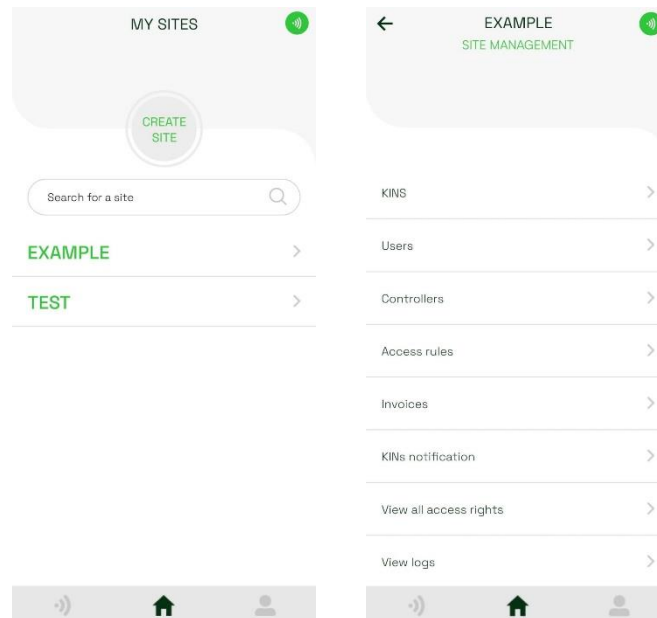 MY SITES
CREATE
SITE
Search for a site
EXAMPLE
TEST
EXAMPLE
SITE MANAGEMENT
KINS
Users
Controllers
Access rules
Invoices
KINs notification
View all access rights
View logs